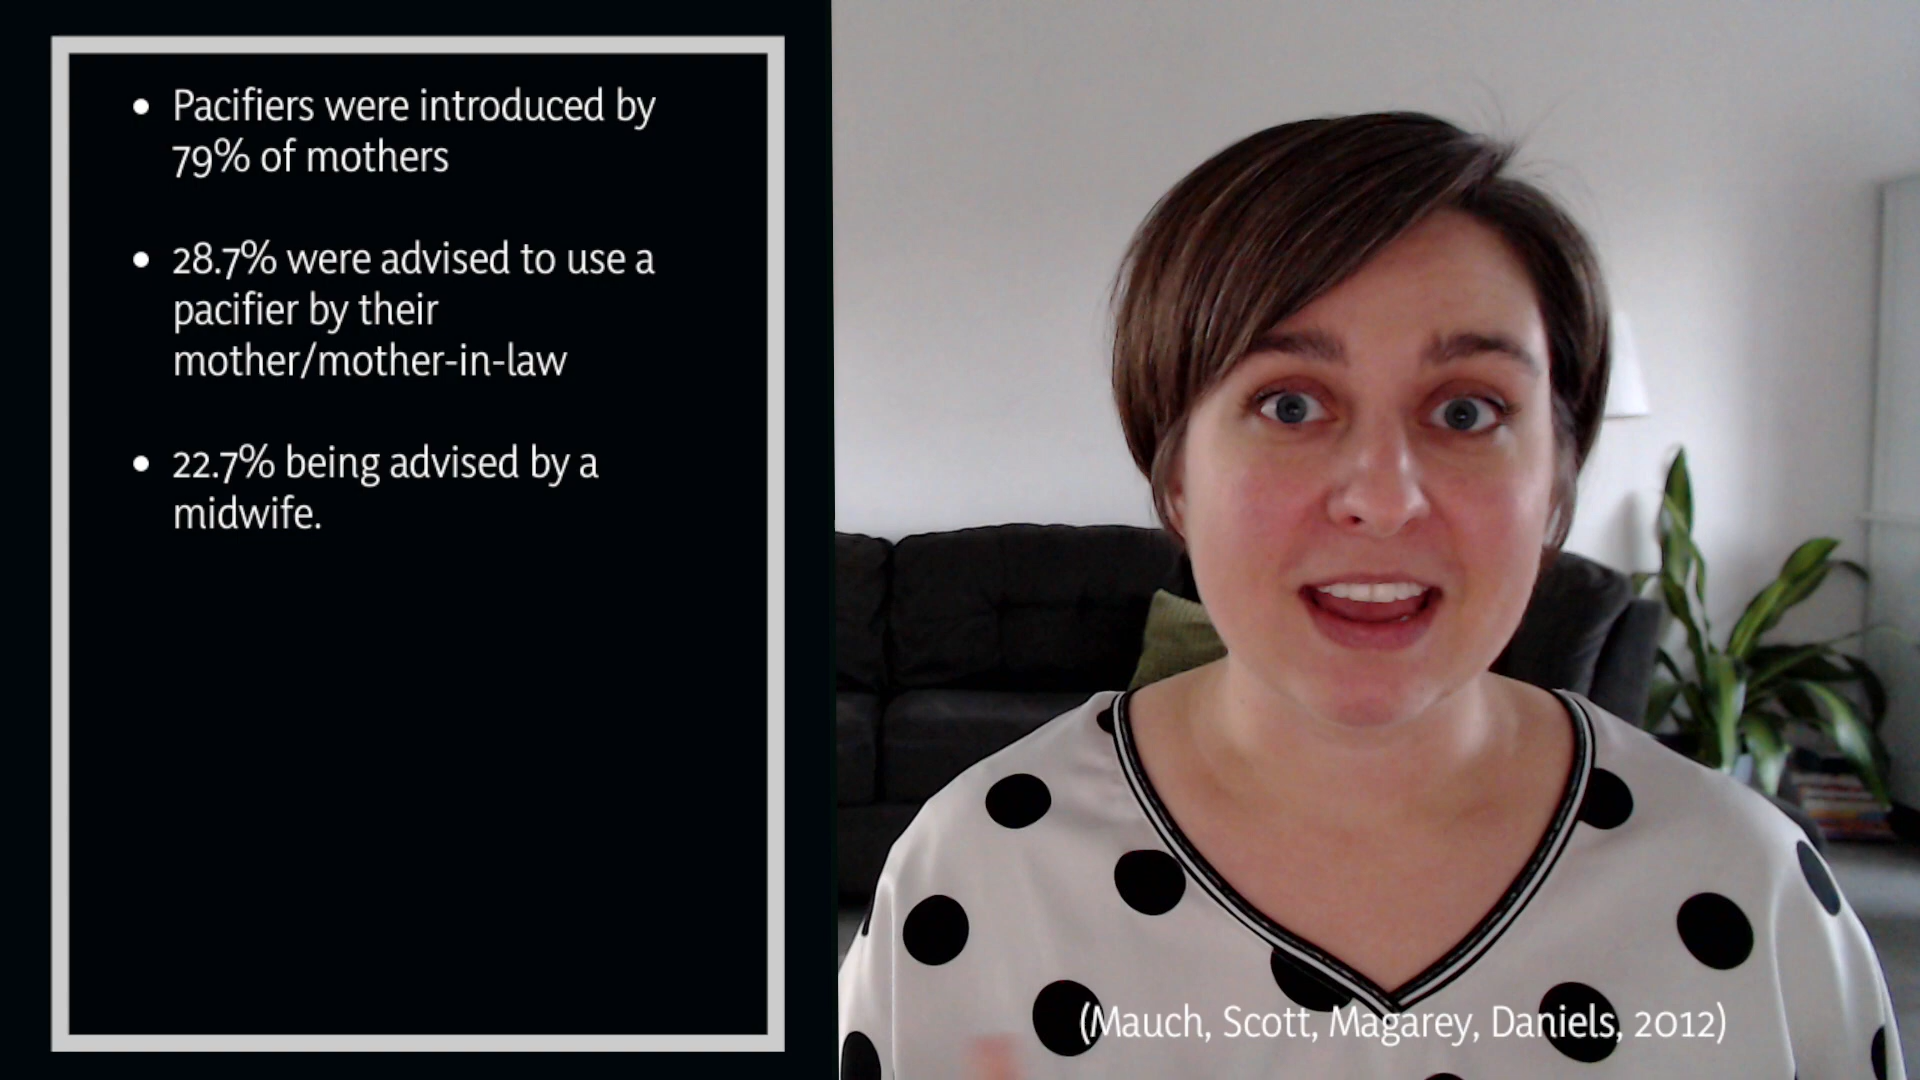 • Pacifiers were introduced by
79% of mothers
• 28.7% were advised to use a
pacifier by their
mother/mother-in-law
• 22.7% being advised by a
midwife.
(Mauch, Scott, Magarey, Daniels, 2012)